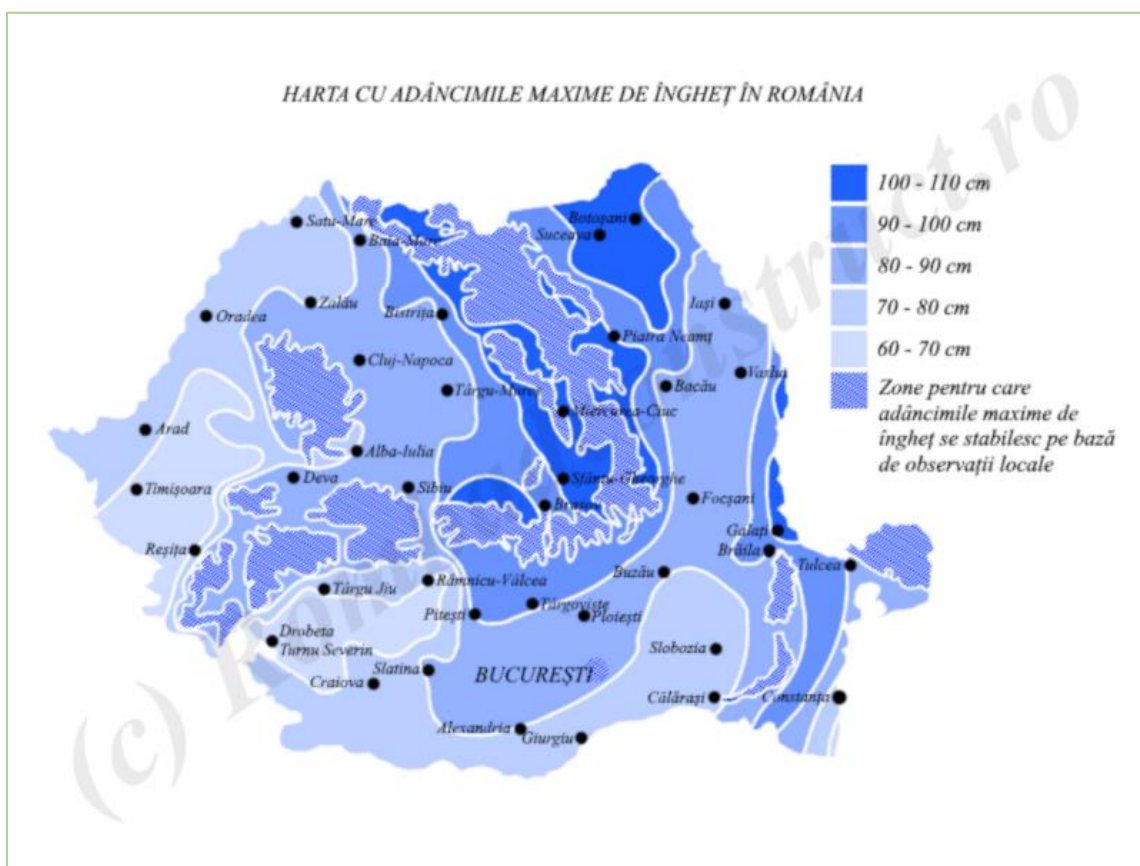 HARTA CU ADÂNCIMILE MAXIME DE ÎNGHEȚ ÎN ROMÂNIA
100 - 110 cm
90 - 100 cm
80 - 90 cm
70 - 80 cm
60 - 70 cm
Zone pentru care
adâncimile maxime de
îngheț se stabilesc pe bază
de observații locale
Satu-Mare
Baia-Mare
Botoșani
Suceava
Zalău
Oradea
Bistrița
Iași
Piatra Neamț
Cluj-Napoca
Târgu-Mureș
Bacău
Vaslui
Miercurea-Ciuc
Arad
Alba-Iulia
Deva
Sibiu
Sfântu-Gheorghe
Timișoara
Brașov
Focșani
Galați
Reșița
Brăila
Tulcea
Buzău
Râmnicu-Vâlcea
Târgu Jiu
Târgoviște
Pitești
Ploiești
Drobeta
Turnu Severin
Slobozia
Slatina
BUCUREȘTI
Craiova
Călărași
Constanța
Alexandria
Giurgiu